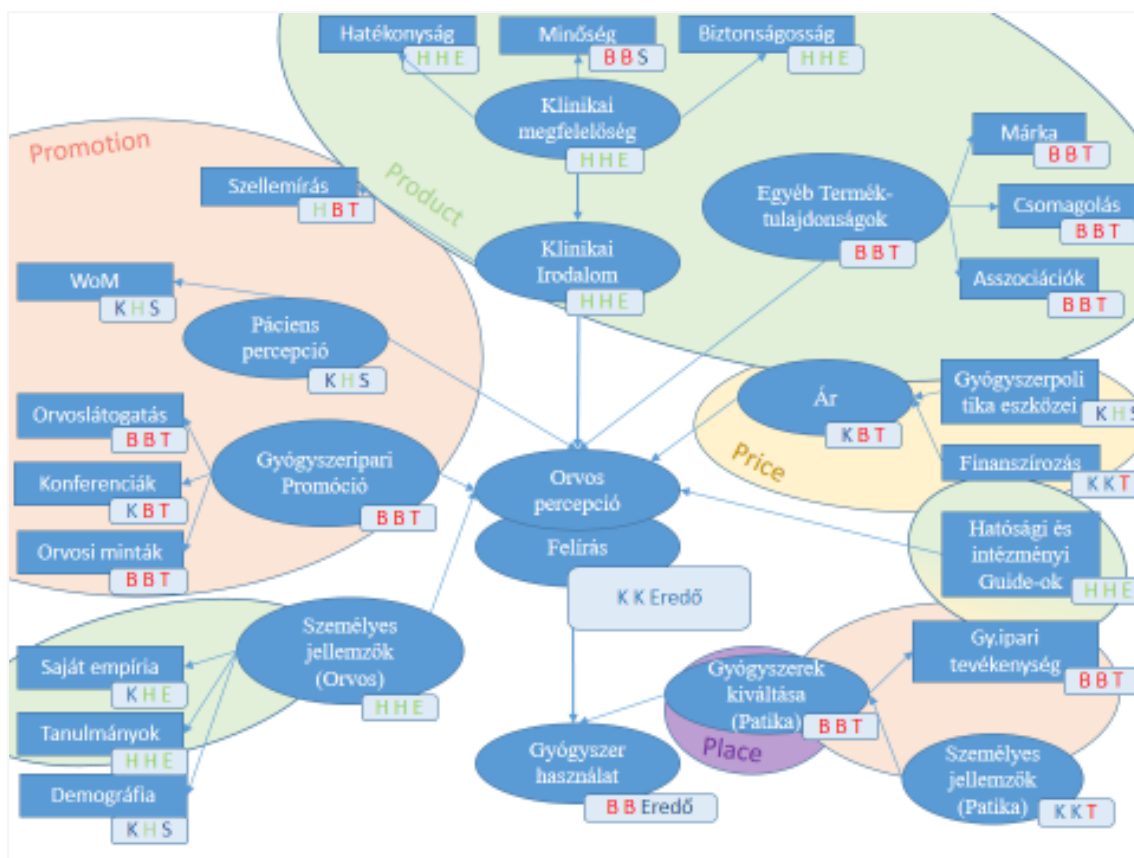 Hatékonyság
H H E
Minőség
B B S
Biztonságosság
H H E
Klinikai
megfelelőség
H H E
Promotion
Product
Szellemírás
H B T
Márka
B B T
Egyéb Termék-
tulajdonságok
B B T
Csomagolás
B B T
Asszociációk
B B T
Klinikai
Irodalom
H H E
WoM
K H S
Páciens
percepció
K H S
Ár
K B T
Gyógyszerpoli
tika eszközei
K H S
Price
Finanszírozás
K K T
Orvoslátogatás
B B T
Konferenciák
K B T
Orvosi minták
B B T
Gyógyszeripari
Promóció
B B T
Orvos
percepció
Felírás
K K Eredő
Hatósági és
intézményi
Guide-ok
H H E
Személyes
jellemzők
(Orvos)
H H E
Saját empíria
K H E
Tanulmányok
H H E
Demográfia
K H S
Gyógyszerek
kiváltása
(Patika)
B B T
Place
Gy.ipari
tevékenység
B B T
Gyógyszer
használat
B B Eredő
Személyes
jellemzők
(Patika)
K K T